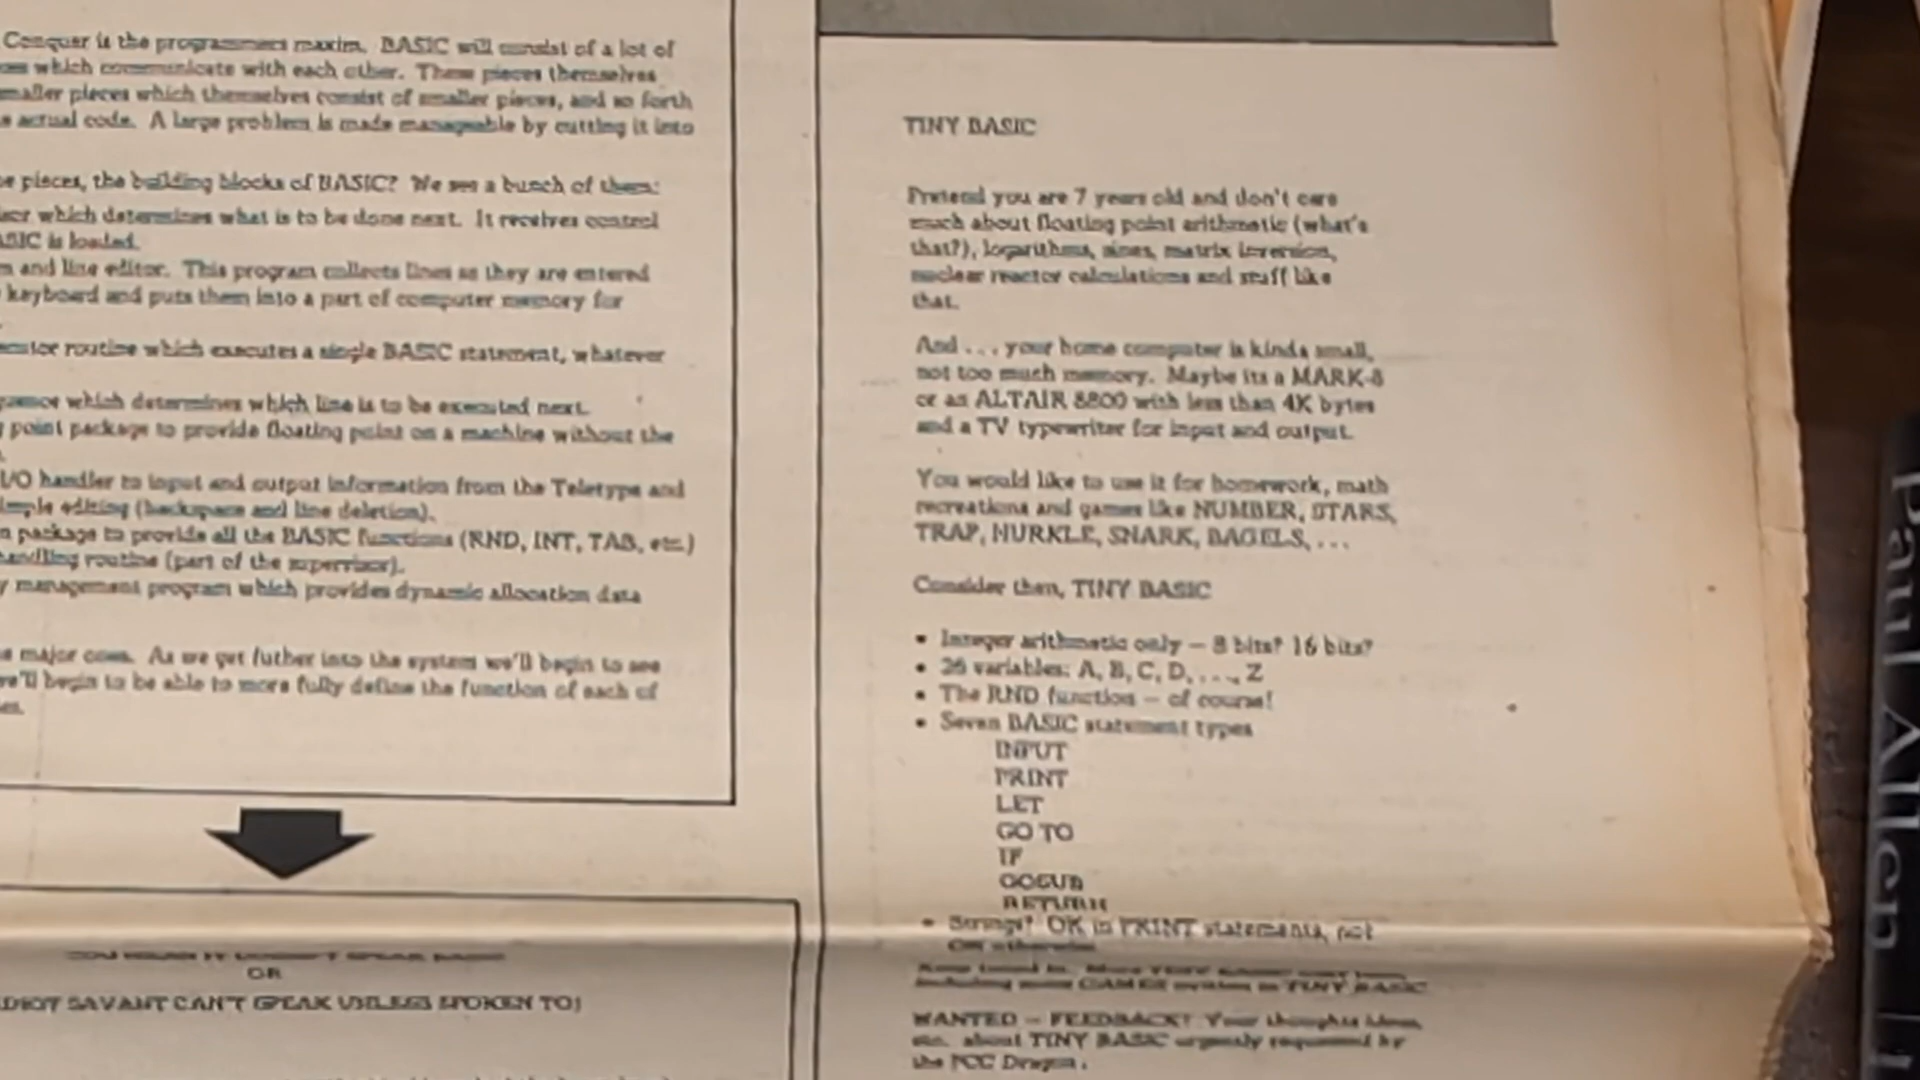 Conquer is the programmers maxim. BASIC will consist of a lot of
which communicate with each other. These pieces themselves
smaller pieces which themselves consist of smaller pieces, and so forth
actual code. A large problem is made manageable by cutting it into
pieces, the building blocks of BASIC? We see a bunch of them:
which determines what is to be done next. It receives control
BASIC is loaded.
and line editor. This program collects lines as they are entered
keyboard and puts them into a part of computer memory for
routine which executes a single BASIC statement, whatever
which determines which line is to be executed next.
point package to provide floating point on a machine without the
I/O handler to input and output information from the Teletype and
simple editing (backspace and line deletion).
package to provide all the BASIC functions (RND, INT, TAB, etc.)
handling routine (part of the supervisor).
management program which provides dynamic allocation data
major ones. As we get futher into the system we'll begin to see
we'll begin to be able to more fully define the function of each of
OR
IDIOT SAVANT CAN'T SPEAK UNLESS SPOKEN TO)
TINY BASIC
Pretend you are 7 years old and don't care
much about floating point arithmetic (what's
that?), logarithms, sines, matrix inversion,
nuclear reactor calculations and stuff like
that.
And . . . your home computer is kinda small,
not too much memory. Maybe its a MARK-8
or an ALTAIR 8800 with less than 4K bytes
and a TV typewriter for input and output.
You would like to use it for homework, math
recreations and games like NUMBER, STARS,
TRAP, HURKLE, SNARK, BAGELS, . . .
Consider then, TINY BASIC
• Integer arithmetic only – 8 bits? 16 bits?
• 26 variables: A, B, C, D, . . ., Z
• The RND function – of course!
• Seven BASIC statement types
INPUT
PRINT
LET
GO TO
IF
GOSUB
RETURN
• Strings? OK in PRINT statements, not
OK otherwise.
including some GAMES written in TINY BASIC
WANTED – FEEDBACK! Your thoughts ideas,
etc. about TINY BASIC urgently requested by
the PCC Dragon.
Paul Allen